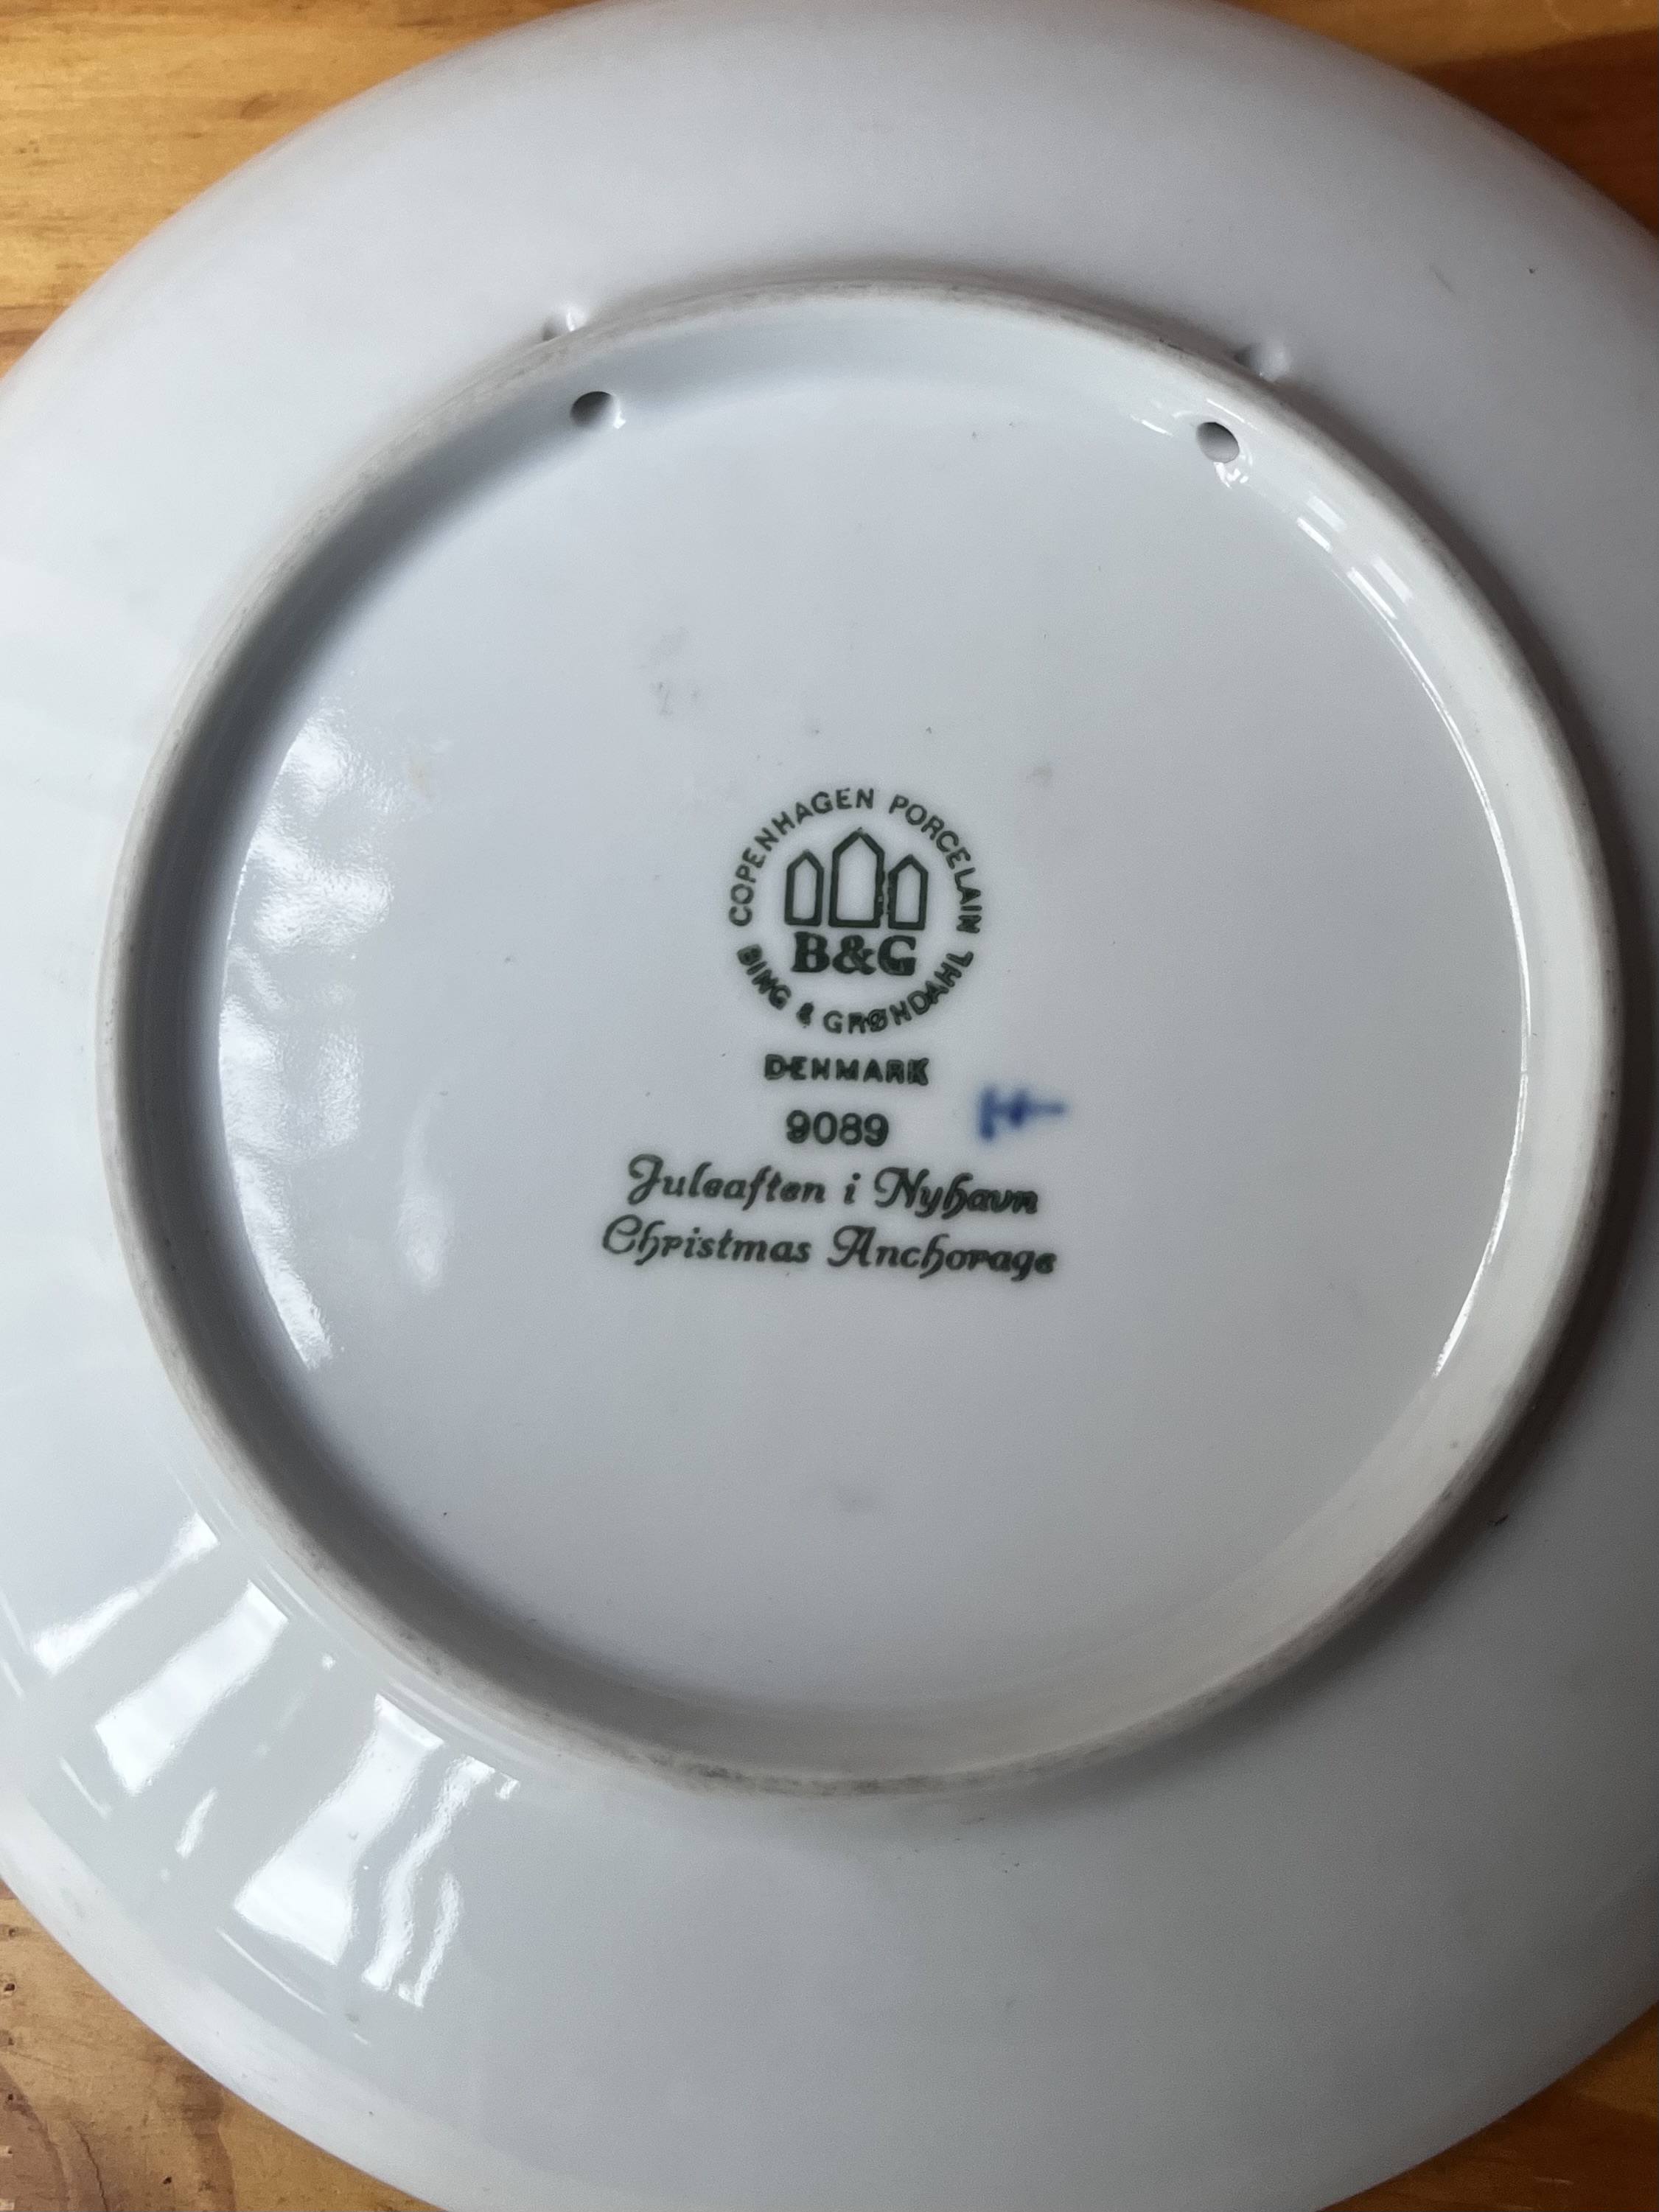 COPENHAGEN PORCELAIN
B&G
BING & GRØNDAHL
DENMARK
9089
Juleaften i Nyhavn
Christmas Anchorage